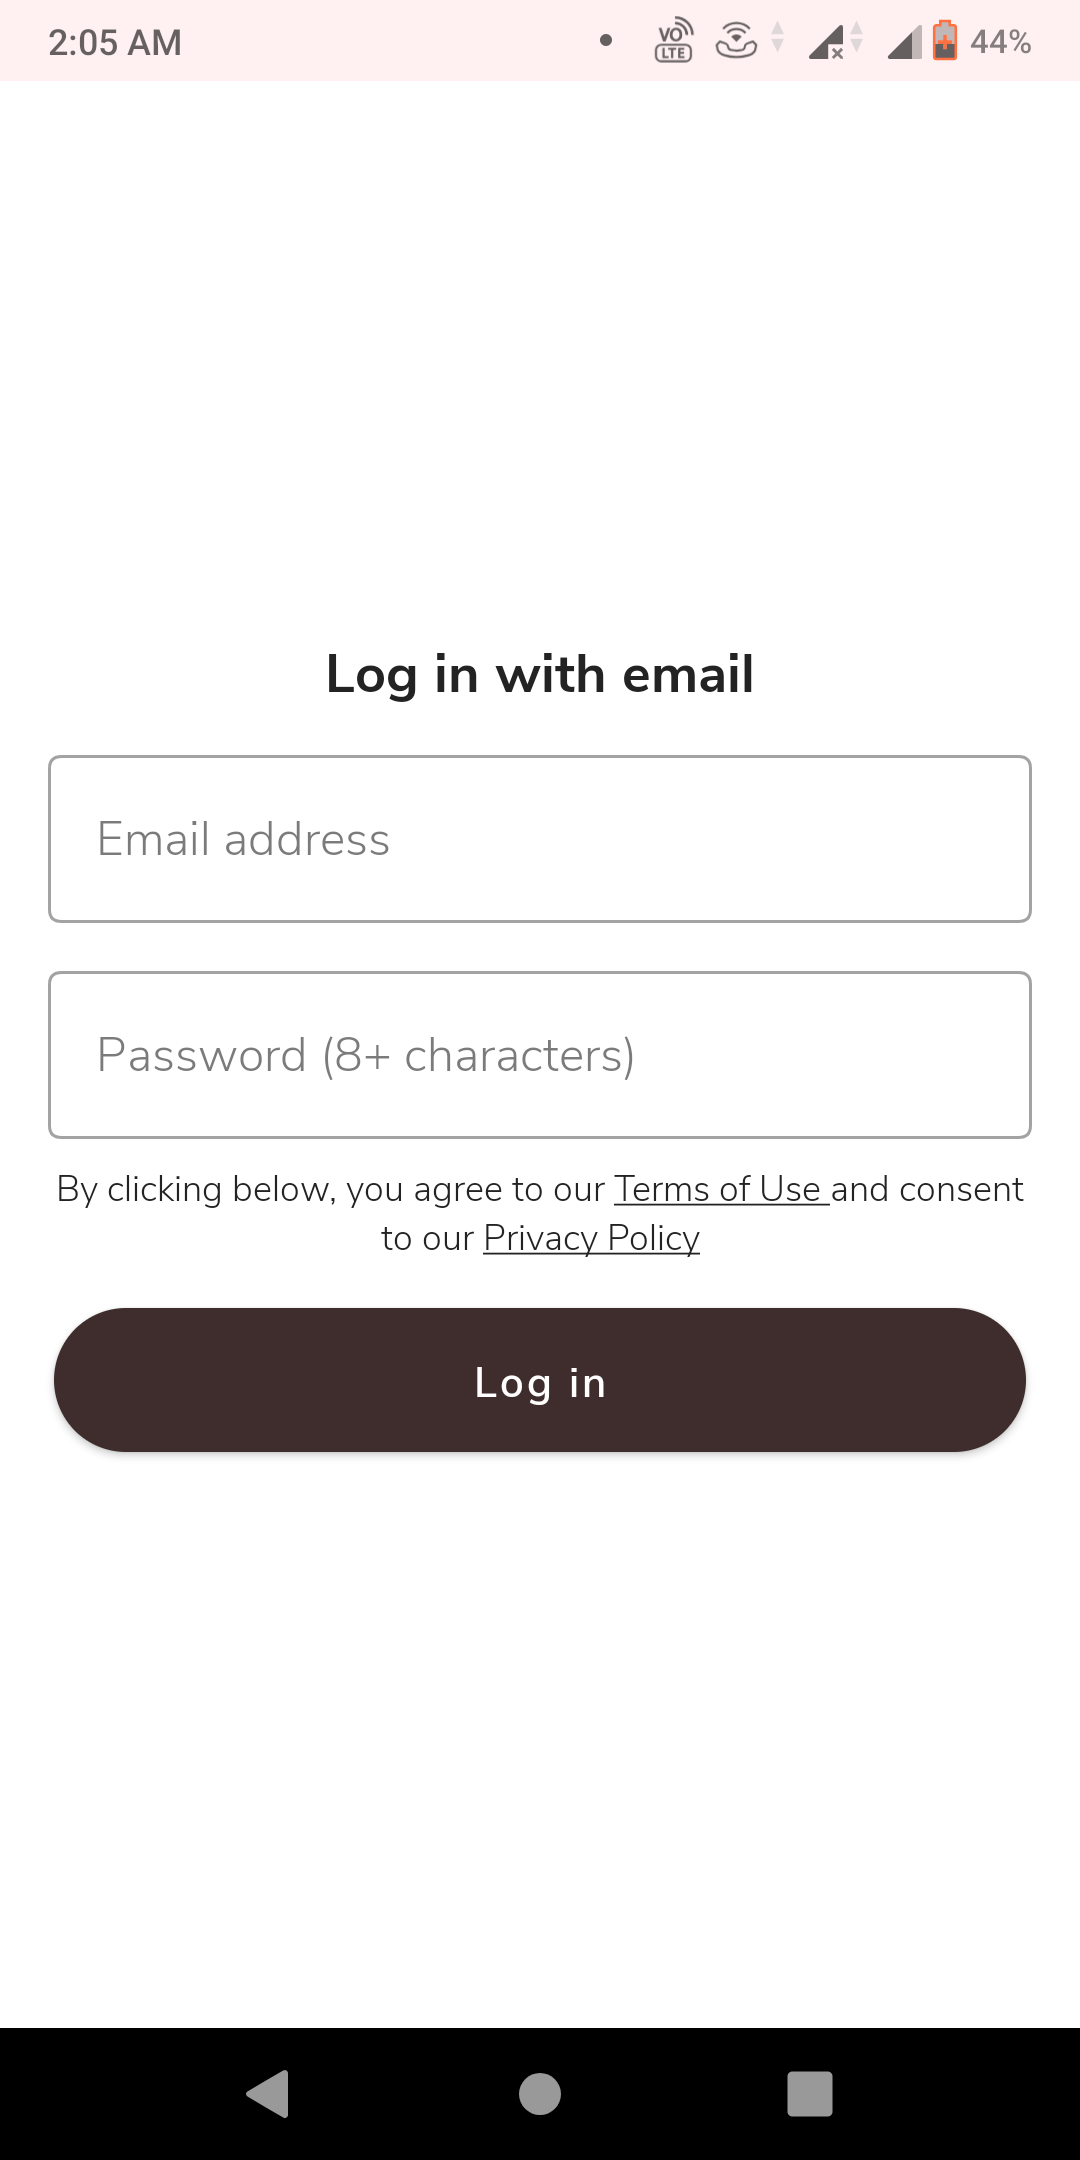 2:05 AM
VO LTE
44%
Log in with email
Email address
Password (8+ characters)
By clicking below, you agree to our Terms of Use and consent
to our Privacy Policy
Log in